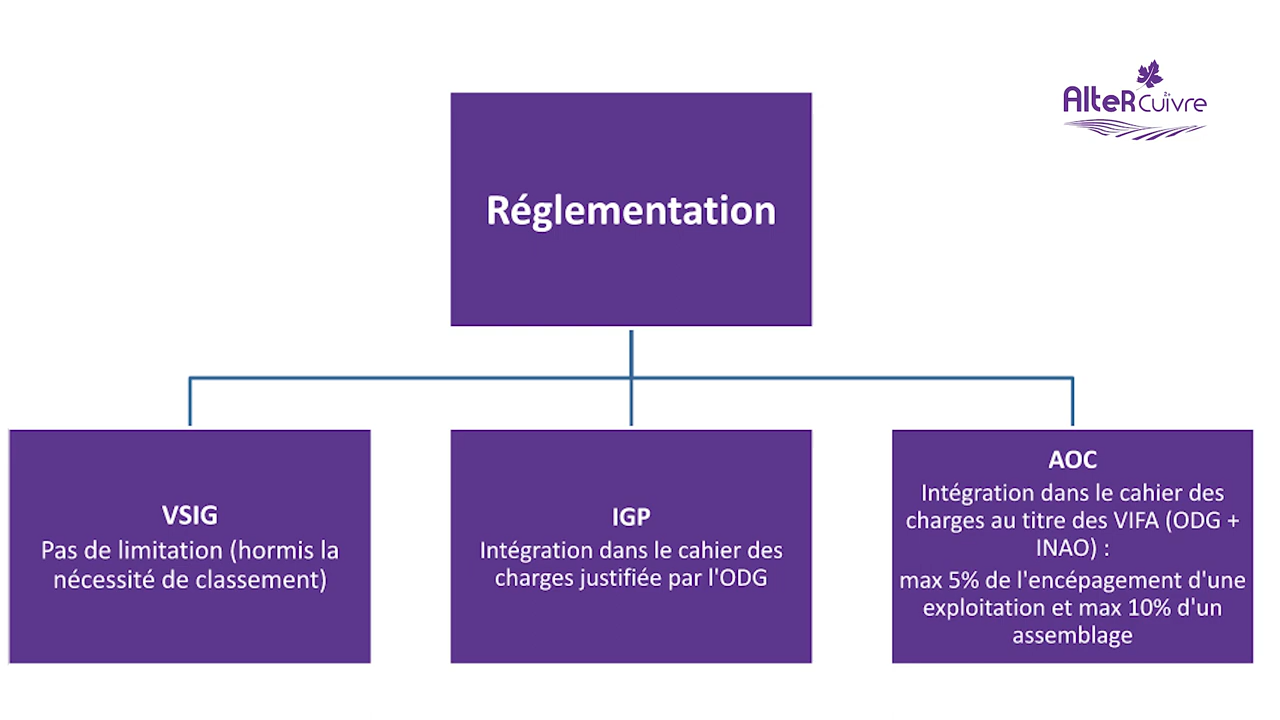 AlteR Cuivre 2+
Réglementation
VSIG
Pas de limitation (hormis la
nécessité de classement)
IGP
Intégration dans le cahier des
charges justifiée par l'ODG
AOC
Intégration dans le cahier des
charges au titre des VIFA (ODG +
INAO) :
max 5% de l'encépagement d'une
exploitation et max 10% d'un
assemblage